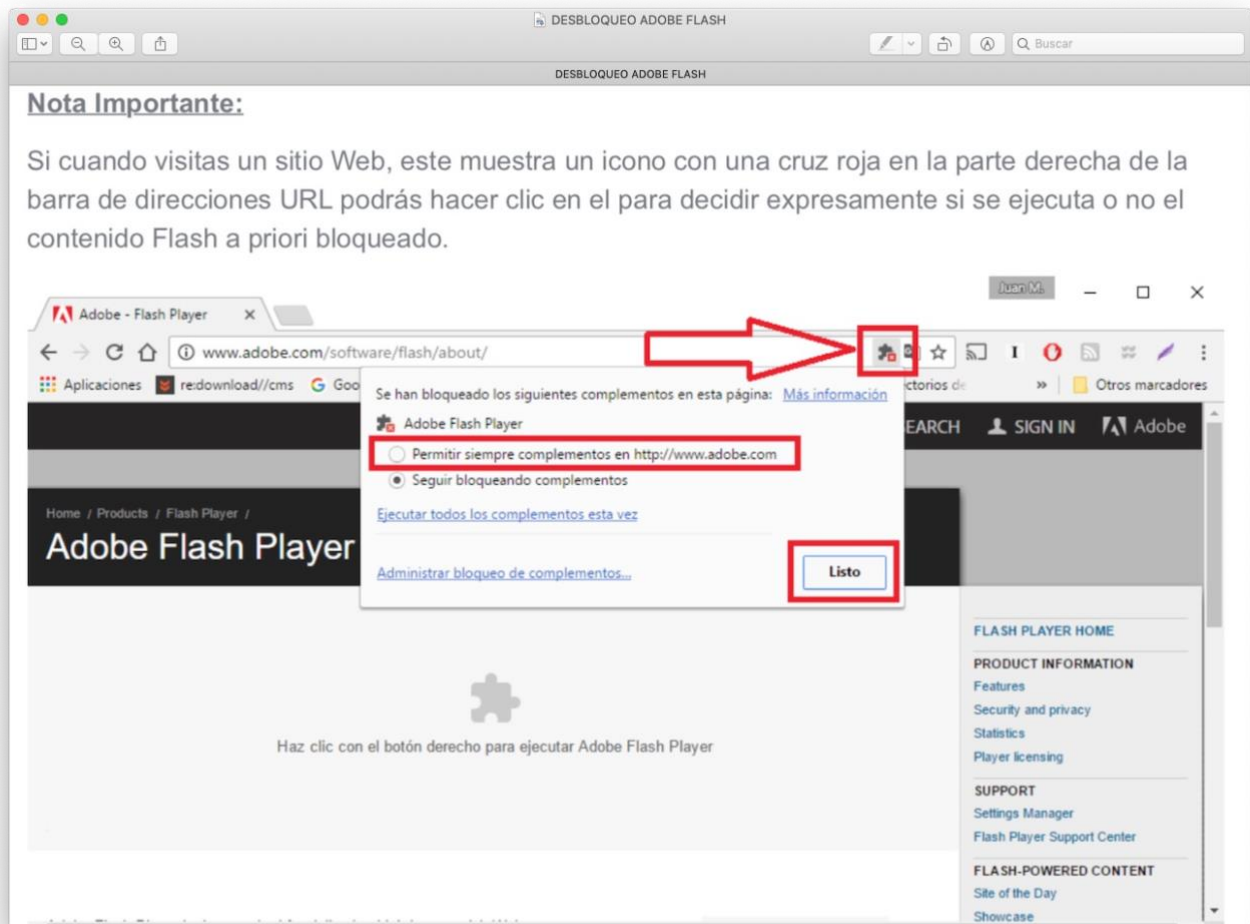 DESBLOQUEO ADOBE FLASH
Buscar
DESBLOQUEO ADOBE FLASH
Nota Importante:
Si cuando visitas un sitio Web, este muestra un icono con una cruz roja en la parte derecha de la
barra de direcciones URL podrás hacer clic en el para decidir expresamente si se ejecuta o no el
contenido Flash a priori bloqueado.
Juan M.
Adobe - Flash Player
www.adobe.com/software/flash/about/
Aplicaciones re:download//cms Goo ctorios de » Otros marcadores
Se han bloqueado los siguientes complementos en esta página: Más información
Adobe Flash Player
Permitir siempre complementos en http://www.adobe.com
Seguir bloqueando complementos
Ejecutar todos los complementos esta vez
Administrar bloqueo de complementos...
Listo
EARCH SIGN IN Adobe
Home / Products / Flash Player /
Adobe Flash Player
Haz clic con el botón derecho para ejecutar Adobe Flash Player
FLASH PLAYER HOME
PRODUCT INFORMATION
Features
Security and privacy
Statistics
Player licensing
SUPPORT
Settings Manager
Flash Player Support Center
FLASH-POWERED CONTENT
Site of the Day
Showcase